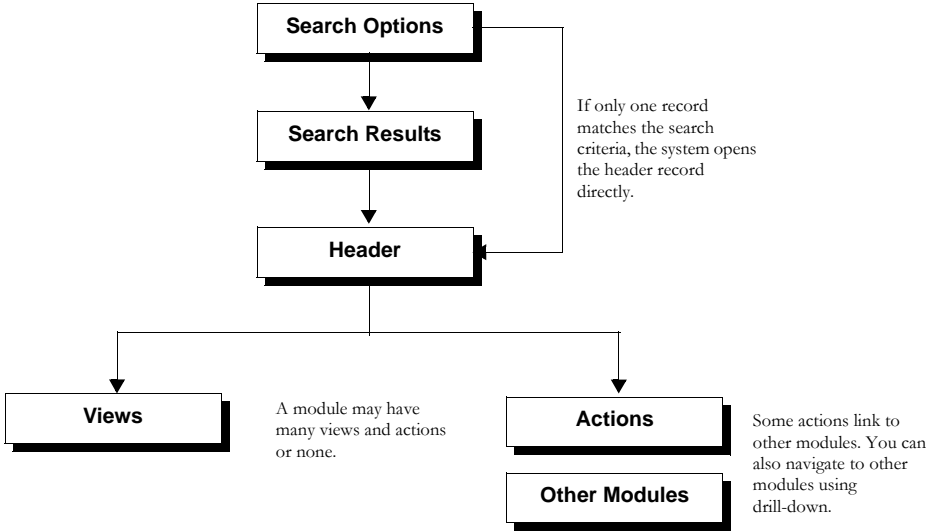 Search Options
If only one record
matches the search
criteria, the system opens
the header record
directly.
Search Results
Header
Views
A module may have
many views and actions
or none.
Actions
Some actions link to
other modules. You can
also navigate to other
modules using
drill-down.
Other Modules